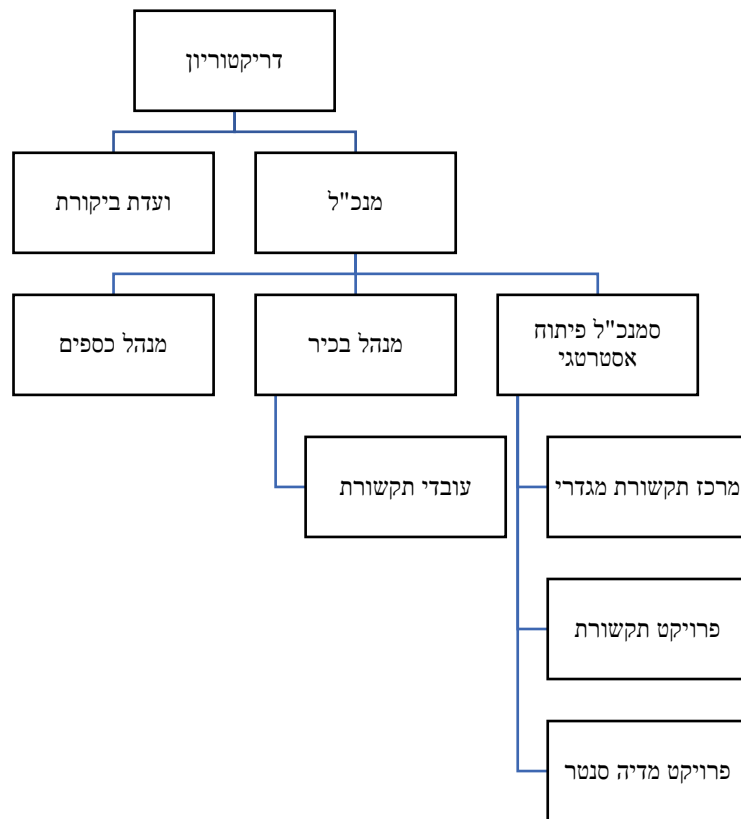 דריקטוריון
מנכ"ל
ועדת ביקורת
סמנכ"ל פיתוח
אסטרטגי
מנהל בכיר
מנהל כספים
עובדי תקשורת
מרכז תקשורת מגדרי
פרויקט תקשורת
פרויקט מדיה סנטר